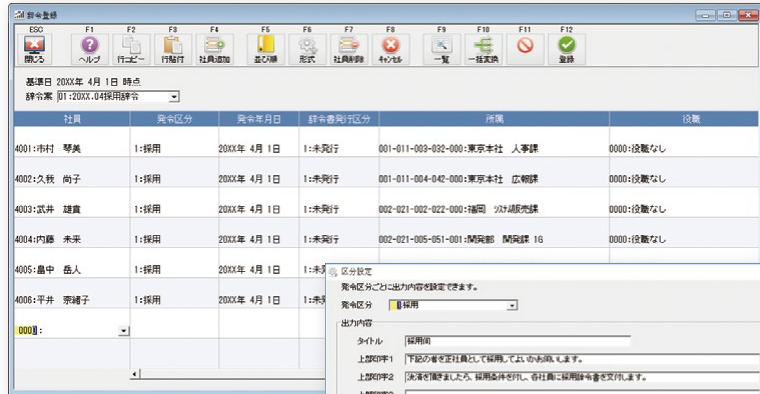 辞令登録
ESC F1 F2 F3 F4 F5 F6 F7 F8 F9 F10 F11 F12
閉じる ヘルプ 行コピー 行貼付 社員追加 並び順 形式 社員削除 キャンセル 一覧 一括変換 登録
基準日 20XX年 4月 1日 時点
辞令案 01:20XX.04採用辞令
社員 発令区分 発令年月日 辞令書発行区分 所属 役職
4001:市村 琴美 1:採用 20XX年 4月 1日 1:未発行 001-011-003-032-000:東京本社 人事課 0000:役職なし
4002:久我 尚子 1:採用 20XX年 4月 1日 1:未発行 001-011-004-042-000:東京本社 広報課 0000:役職なし
4003:武井 雄貴 1:採用 20XX年 4月 1日 1:未発行 002-021-002-022-000:福岡 システム販売課 0000:役職なし
4004:内藤 未来 1:採用 20XX年 4月 1日 1:未発行 002-021-005-051-001:開発部 開発課 1G 0000:役職なし
4005:畠中 岳人 1:採用 20XX年 4月 1日 1:未
4006:平井 奈緒子 1:採用 20XX年 4月 1日 1:未
0000:
区分設定
発令区分ごとに出力内容を設定できます。
発令区分 1:採用
出力内容
タイトル 採用伺
上部印字1 下記の者を正社員として採用してよいかお伺いします。
上部印字2 決済を頂きましたら、採用条件を付し、各社員に採用辞令書を交付します。